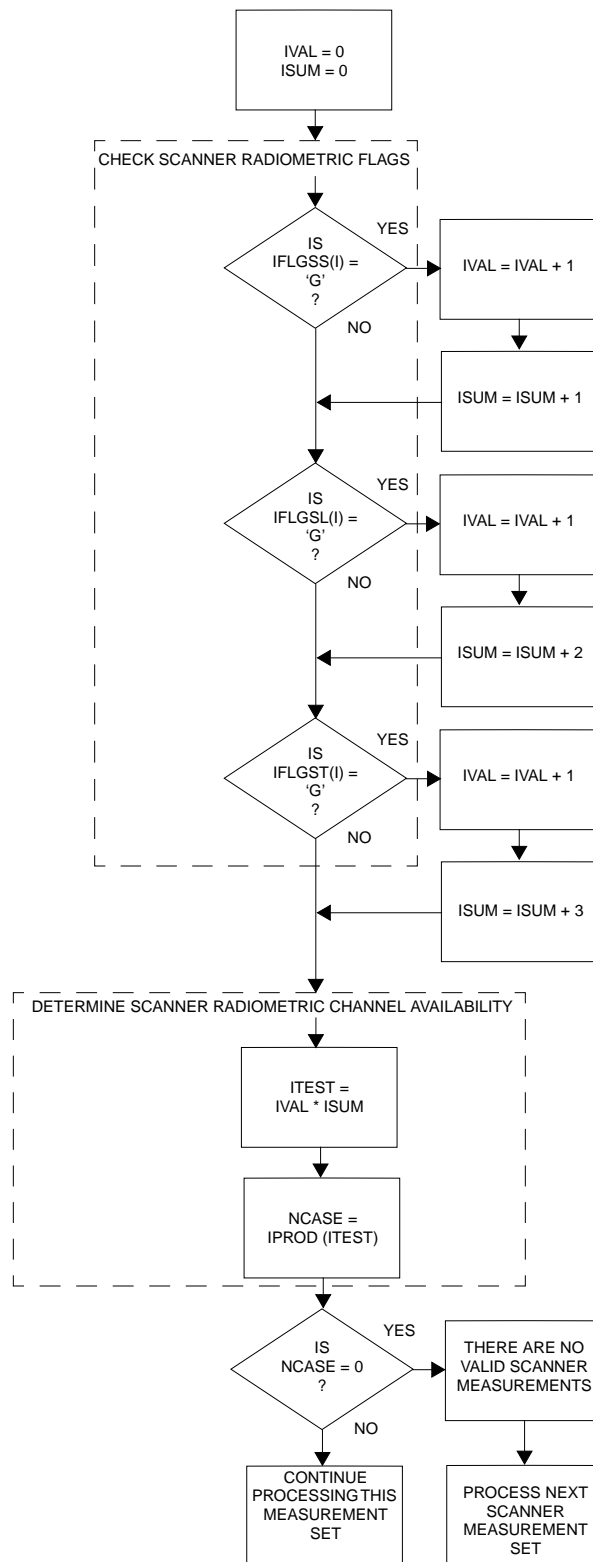 IVAL = 0
ISUM = 0
CHECK SCANNER RADIOMETRIC FLAGS
IS
IFLGSS(I) =
‘G’
?
YES
NO
IVAL = IVAL + 1
ISUM = ISUM + 1
IS
IFLGSL(I) =
‘G’
?
YES
NO
IVAL = IVAL + 1
ISUM = ISUM + 2
IS
IFLGST(I) =
‘G’
?
YES
NO
IVAL = IVAL + 1
ISUM = ISUM + 3
DETERMINE SCANNER RADIOMETRIC CHANNEL AVAILABILITY
ITEST =
IVAL * ISUM
NCASE =
IPROD (ITEST)
IS
NCASE = 0
?
YES
NO
THERE ARE NO
VALID SCANNER
MEASUREMENTS
CONTINUE
PROCESSING THIS
MEASUREMENT
SET
PROCESS NEXT
SCANNER
MEASUREMENT
SET